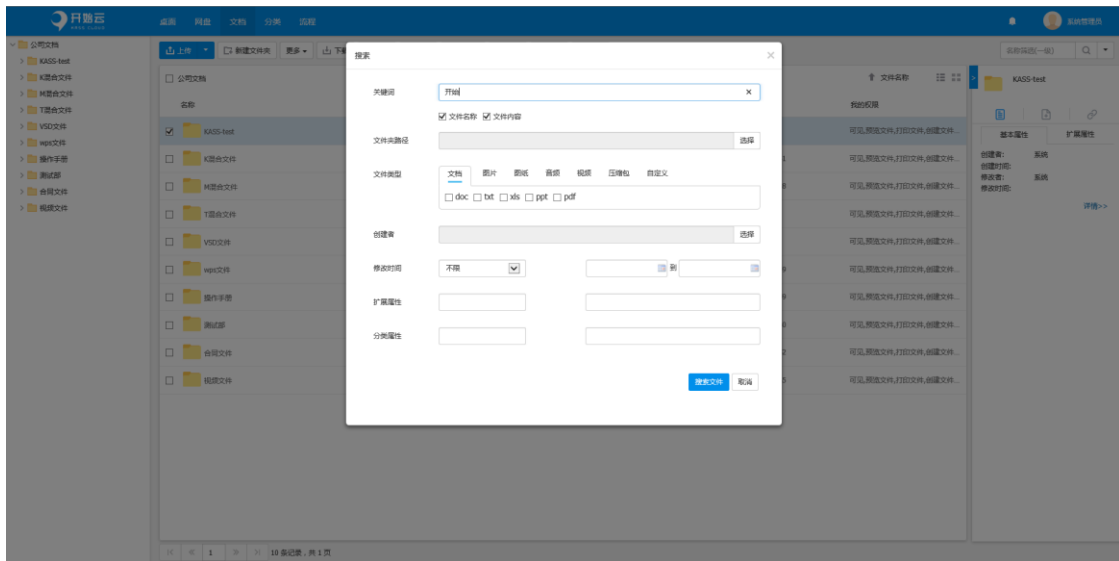 开始云
桌面 网盘 文档 分类 流程
系统管理员
公司文档
KASS-test
K混合文件
M混合文件
T混合文件
VSD文件
wps文件
操作手册
测试部
合同文件
视频文件
上传 新建文件夹 更多
名称筛选(一级)
公司文档
文件名称
名称
我的权限
KASS-test
可见,预览文件,打印文件,创建文件...
K混合文件
可见,预览文件,打印文件,创建文件...
M混合文件
可见,预览文件,打印文件,创建文件...
T混合文件
可见,预览文件,打印文件,创建文件...
VSD文件
可见,预览文件,打印文件,创建文件...
wps文件
可见,预览文件,打印文件,创建文件...
操作手册
可见,预览文件,打印文件,创建文件...
测试部
可见,预览文件,打印文件,创建文件...
合同文件
可见,预览文件,打印文件,创建文件...
视频文件
可见,预览文件,打印文件,创建文件...
搜索
关键词 开始
文件名称 文件内容
文件夹路径 选择
文件类型 文档 图片 图纸 音频 视频 压缩包 自定义
doc txt xls ppt pdf
创建者 选择
修改时间 不限 到
扩展属性
分类属性
搜索文件 取消
KASS-test
基本属性 扩展属性
创建者: 系统
创建时间:
修改者: 系统
修改时间:
详情>>
1 10 条记录,共 1 页